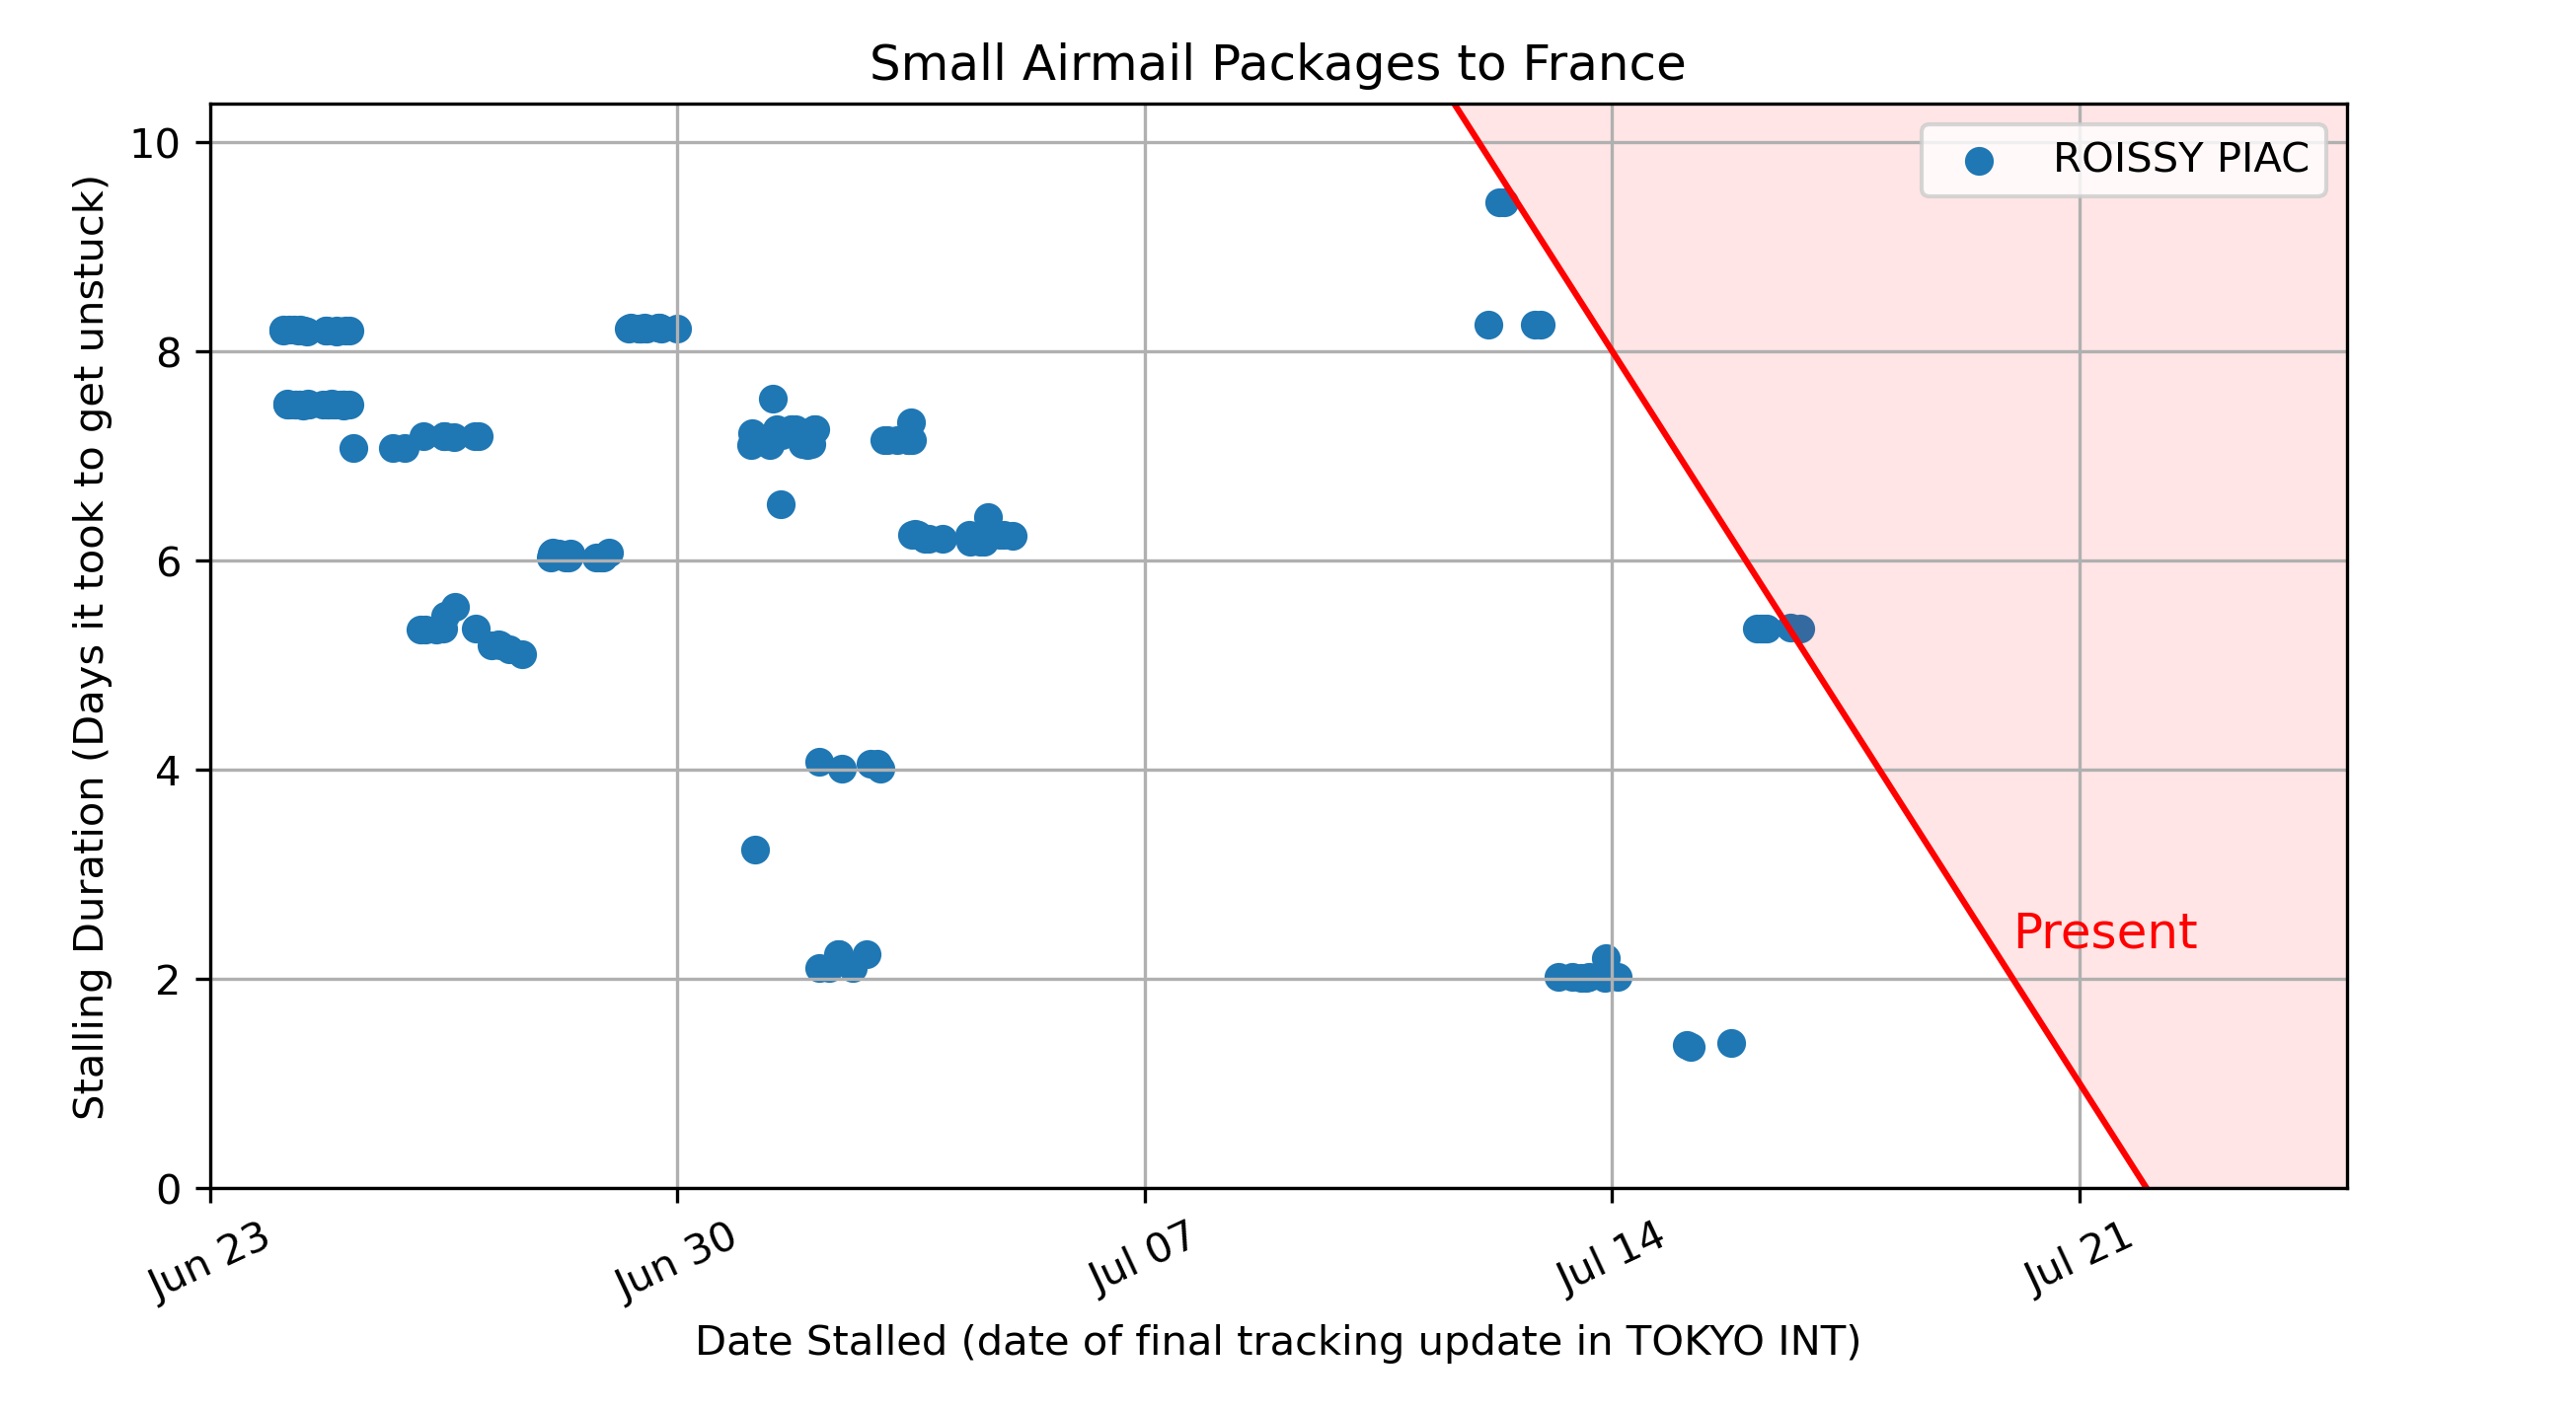 Small Airmail Packages to France
ROISSY PIAC
Stalling Duration (Days it took to get unstuck)
10
8
6
4
2
0
Present
Jun 23
Jun 30
Jul 07
Jul 14
Jul 21
Date Stalled (date of final tracking update in TOKYO INT)